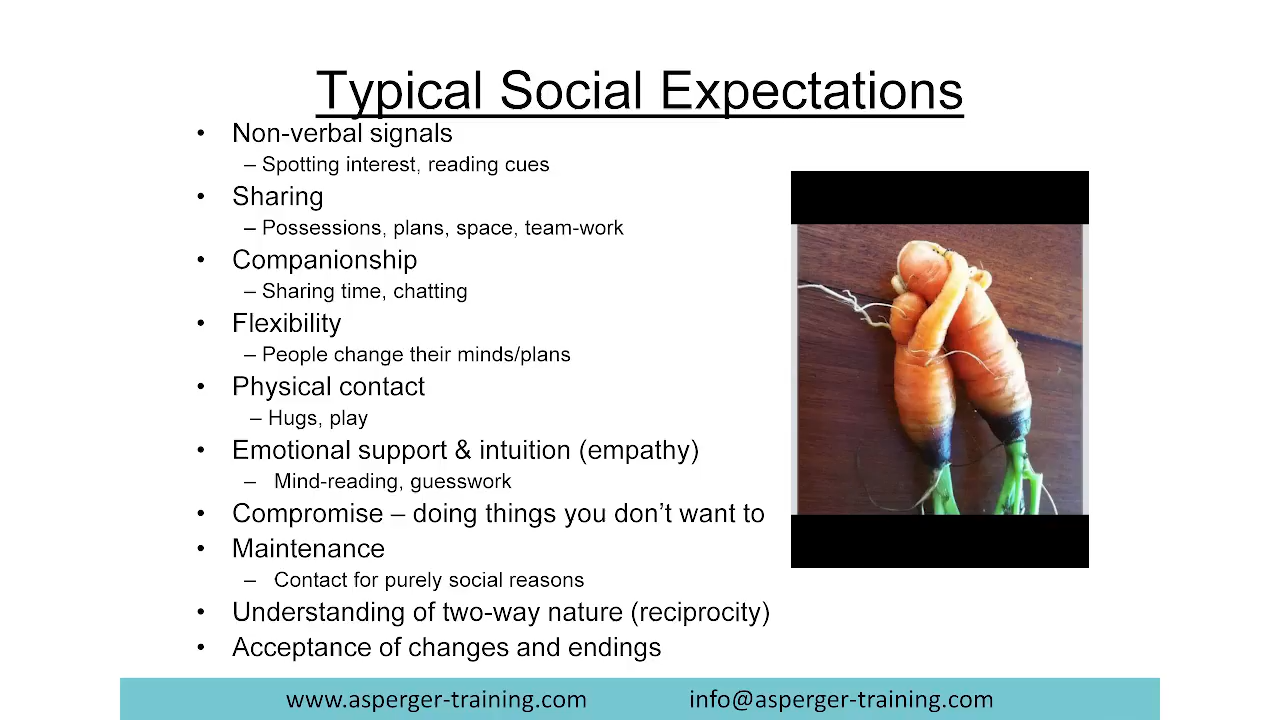 Typical Social Expectations
• Non-verbal signals
– Spotting interest, reading cues
• Sharing
– Possessions, plans, space, team-work
• Companionship
– Sharing time, chatting
• Flexibility
– People change their minds/plans
• Physical contact
– Hugs, play
• Emotional support & intuition (empathy)
– Mind-reading, guesswork
• Compromise – doing things you don’t want to
• Maintenance
– Contact for purely social reasons
• Understanding of two-way nature (reciprocity)
• Acceptance of changes and endings
www.asperger-training.com info@asperger-training.com